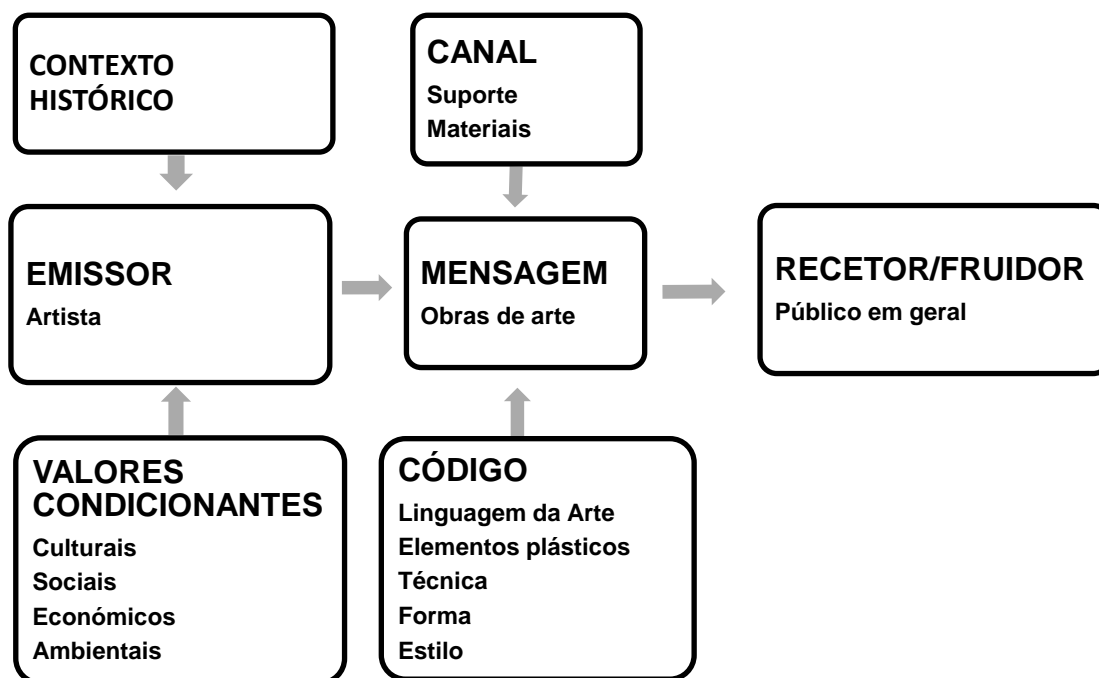 CONTEXTO
HISTÓRICO
CANAL
Suporte
Materiais
EMISSOR
Artista
MENSAGEM
Obras de arte
RECETOR/FRUIDOR
Público em geral
VALORES
CONDICIONANTES
Culturais
Sociais
Económicos
Ambientais
CÓDIGO
Linguagem da Arte
Elementos plásticos
Técnica
Forma
Estilo